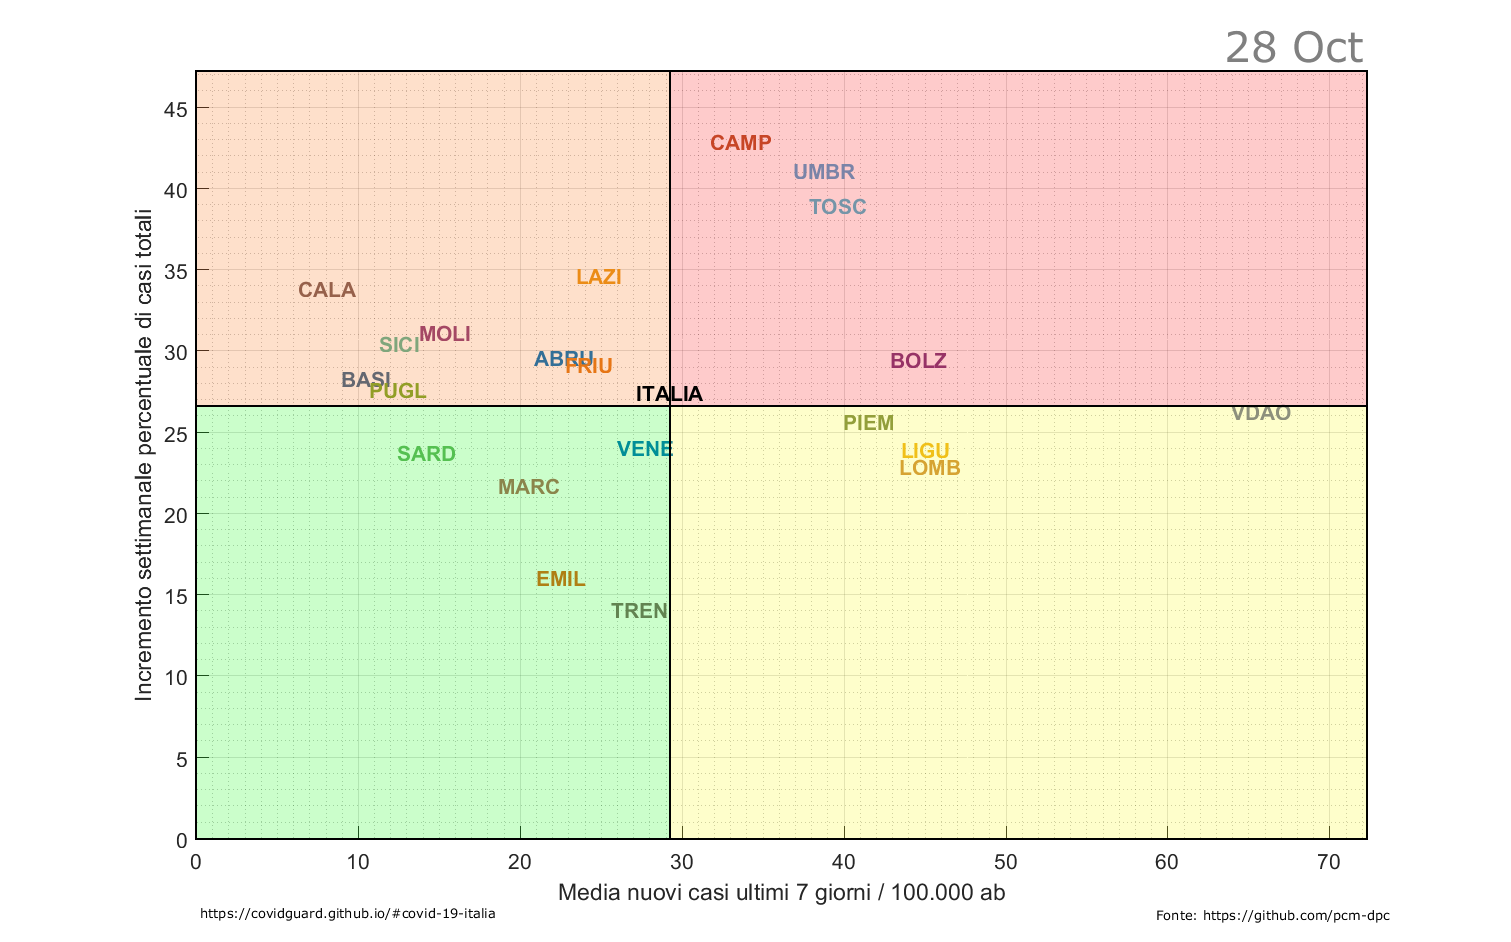 28 Oct
Incremento settimanale percentuale di casi totali
45
40
35
30
25
20
15
10
5
0
CAMP
UMBR
TOSC
LAZI
CALA
MOLI
SICI
ABRU
FRIU
BOLZ
BASI
PUGL
ITALIA
VDAO
PIEM
VENE
LIGU
SARD
LOMB
MARC
EMIL
TREN
0 10 20 30 40 50 60 70
Media nuovi casi ultimi 7 giorni / 100.000 ab
https://covidguard.github.io/#covid-19-italia
Fonte: https://github.com/pcm-dpc